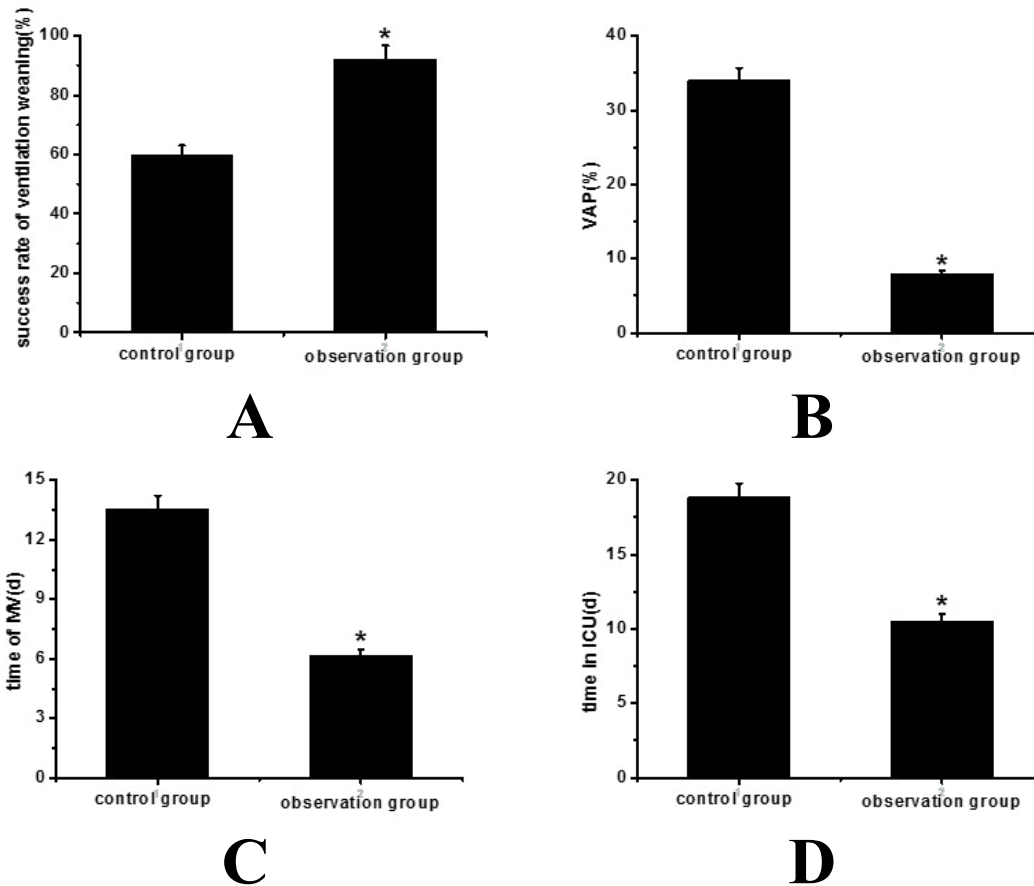 success rate of ventilation weaning(%)
100
80
60
40
20
0
*
control group
observation group
A
VAP(%)
40
30
20
10
0
*
control group
observation group
B
time of MV(d)
15
12
9
6
3
0
*
control group
observation group
C
time in ICU(d)
20
15
10
5
0
*
control group
observation group
D